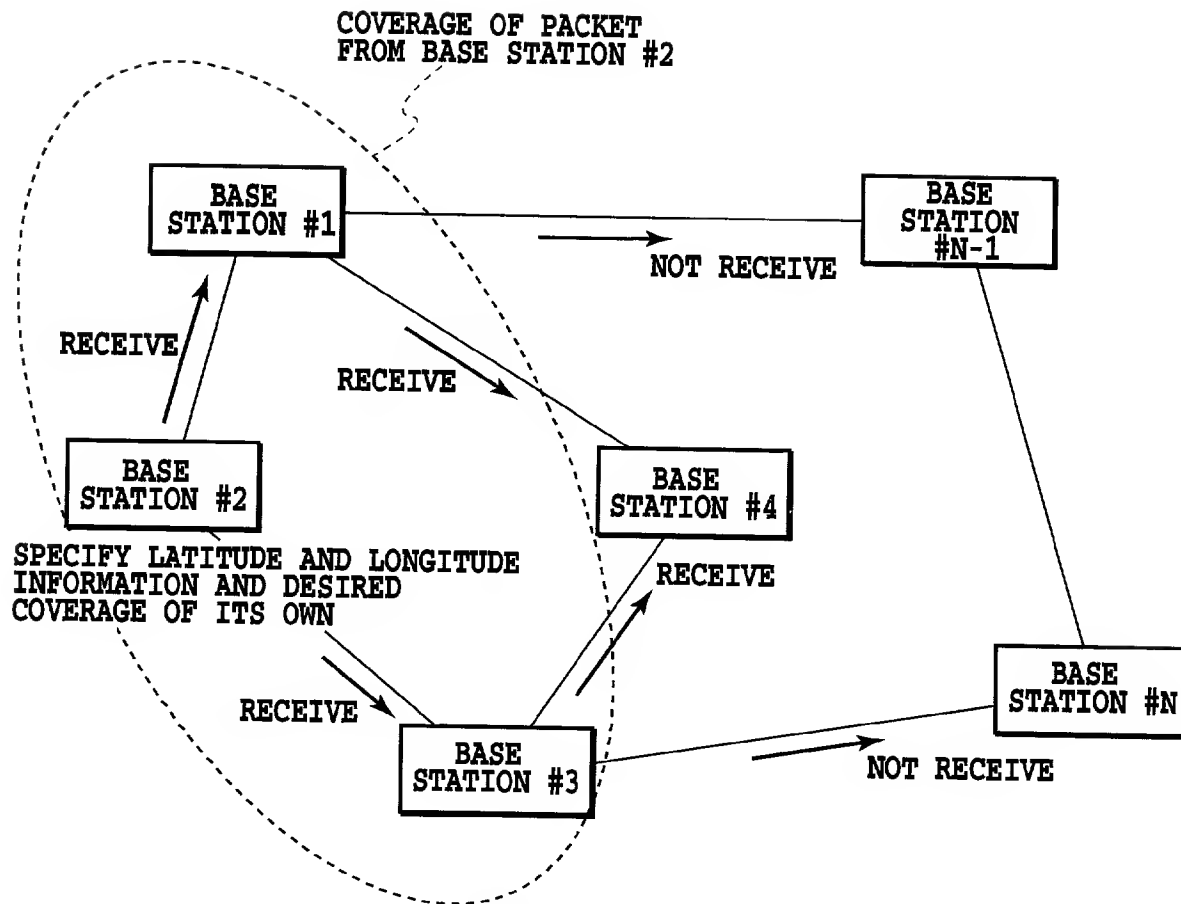 COVERAGE OF PACKET
FROM BASE STATION #2
BASE
STATION #1
BASE
STATION
#N-1
NOT RECEIVE
RECEIVE
RECEIVE
BASE
STATION #2
BASE
STATION #4
SPECIFY LATITUDE AND LONGITUDE
INFORMATION AND DESIRED
COVERAGE OF ITS OWN
RECEIVE
RECEIVE
BASE
STATION #N
BASE
STATION #3
NOT RECEIVE